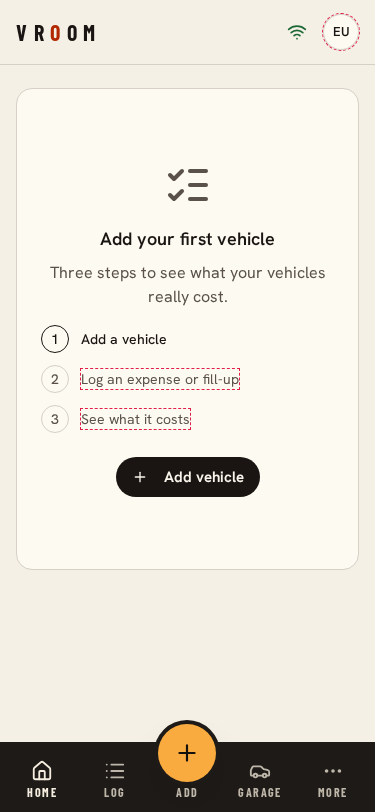 VROOM
EU
Add your first vehicle
Three steps to see what your vehicles
really cost.
1 Add a vehicle
2 Log an expense or fill-up
3 See what it costs
+ Add vehicle
HOME LOG ADD GARAGE MORE